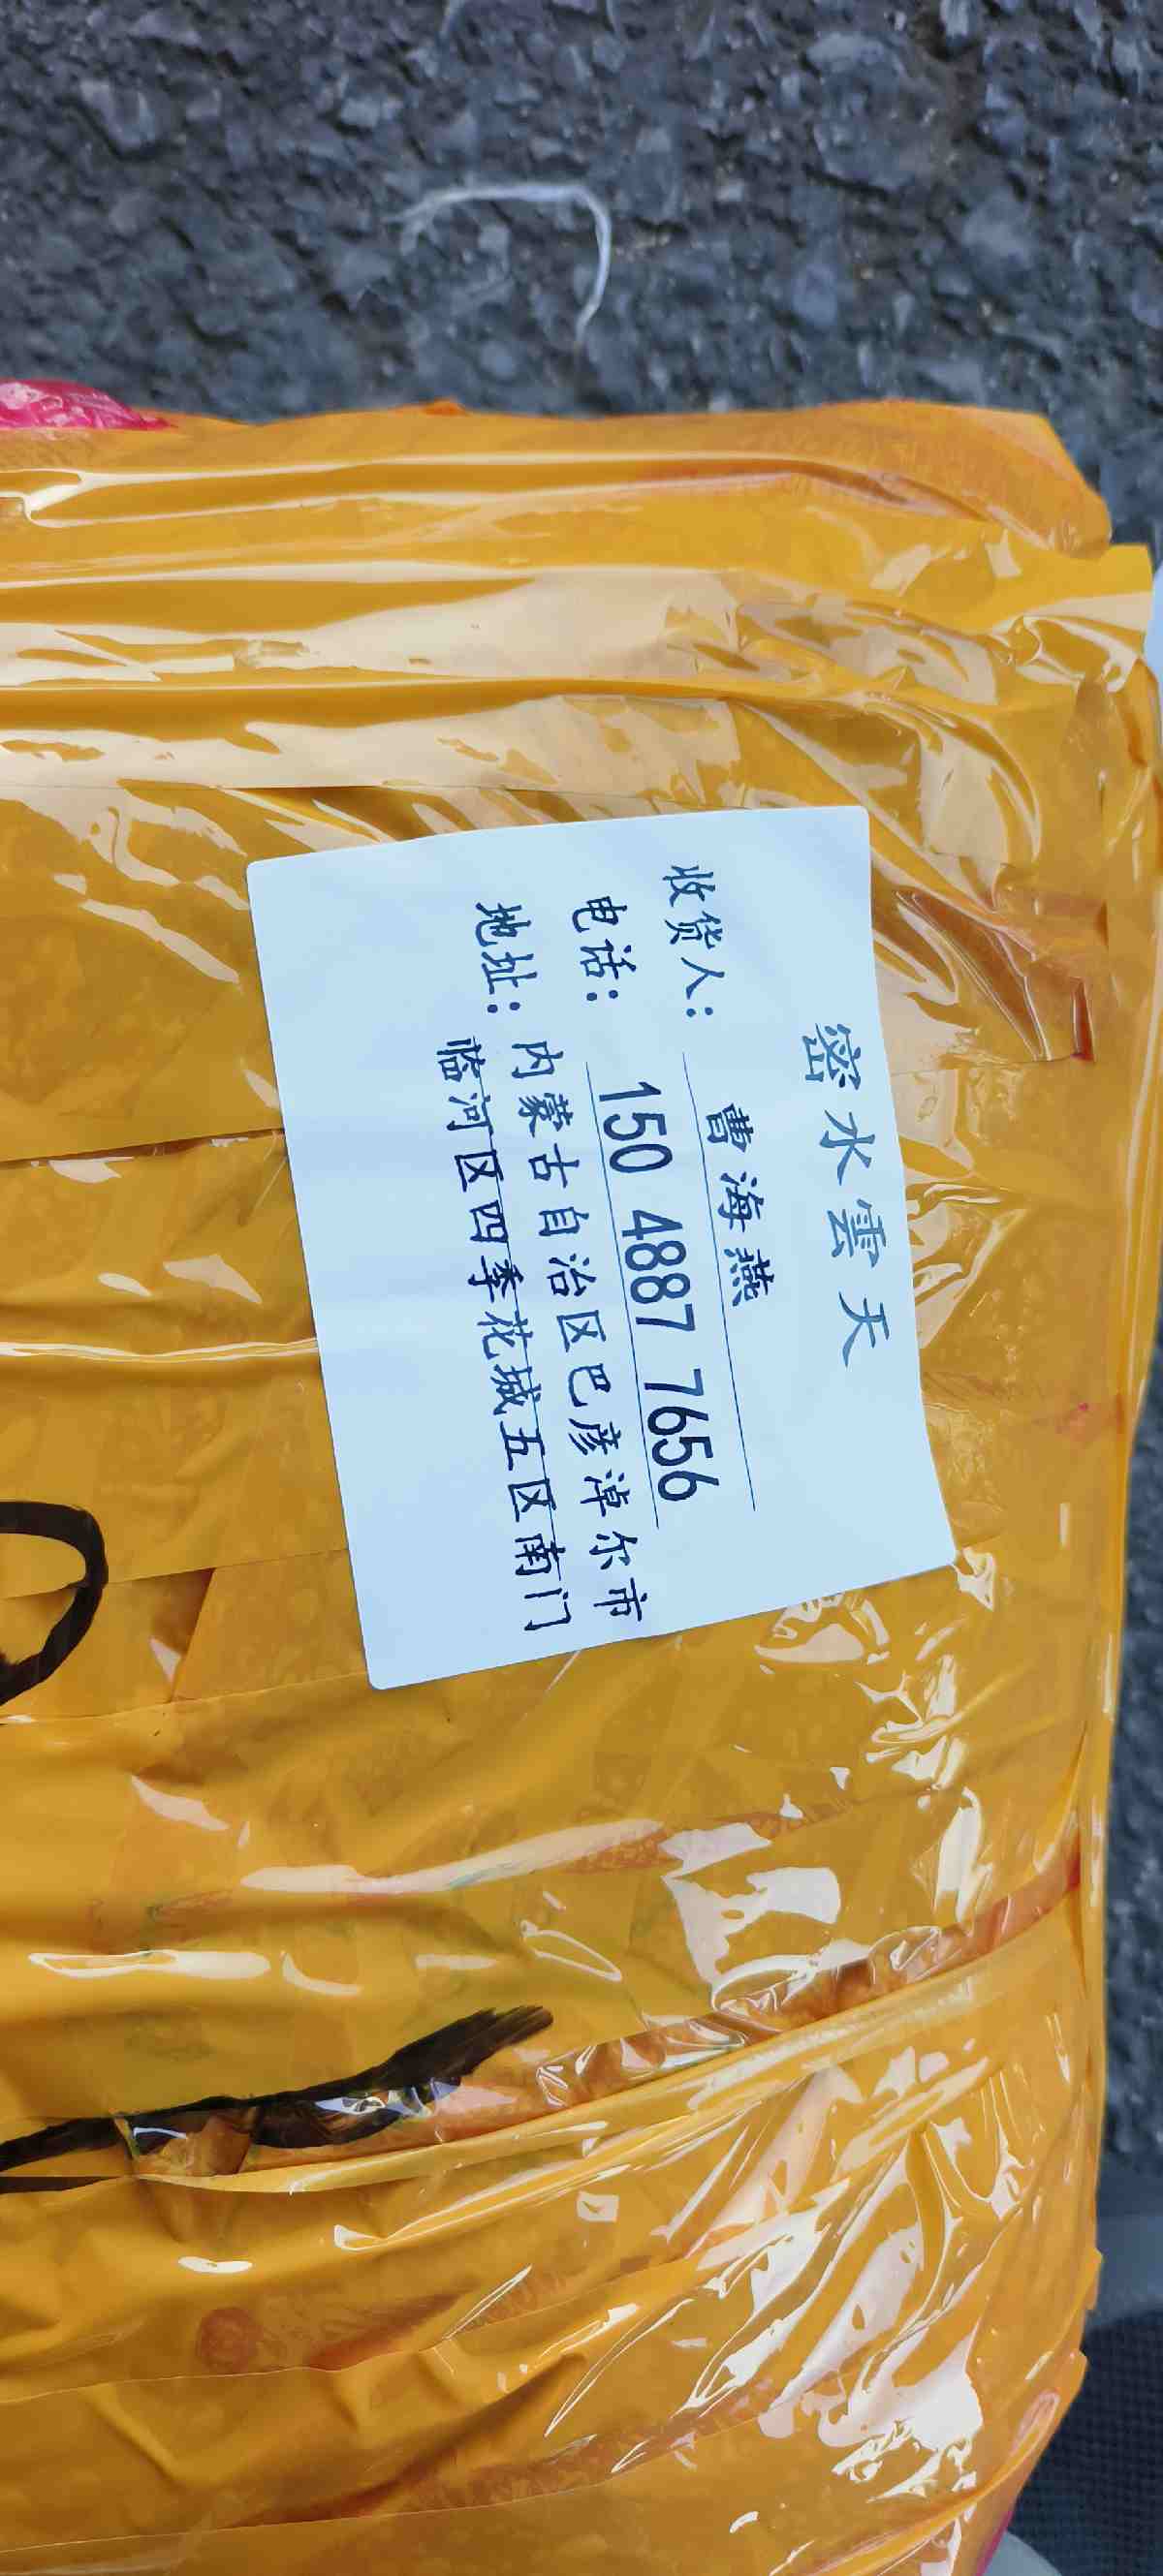 密水雲天
收货人：曹海燕
电话：150 4887 7656
地址：内蒙古自治区巴彦淖尔市
临河区四季花城五区南门